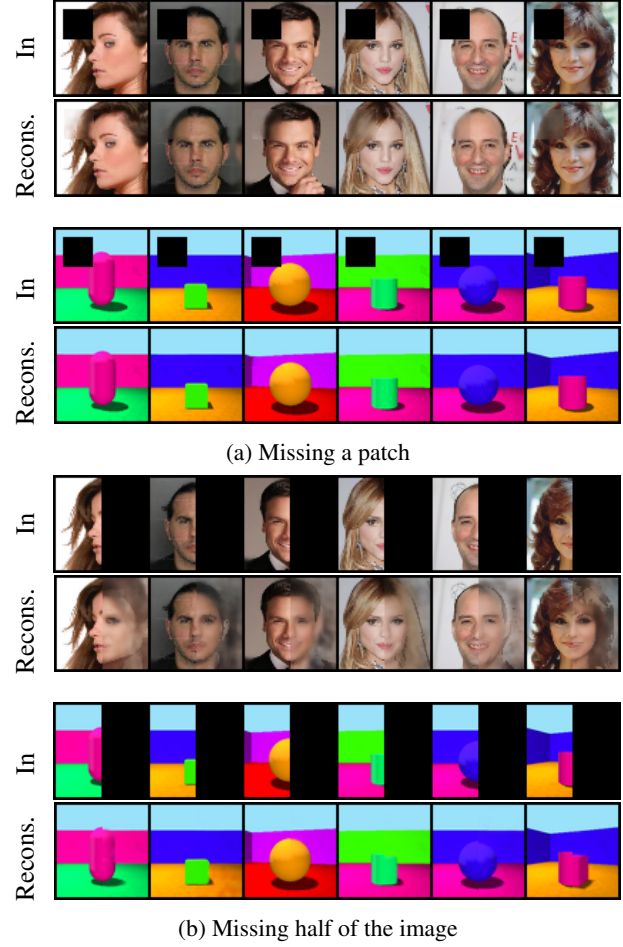 In
Recons.
In
Recons.
(a) Missing a patch
In
Recons.
In
Recons.
(b) Missing half of the image